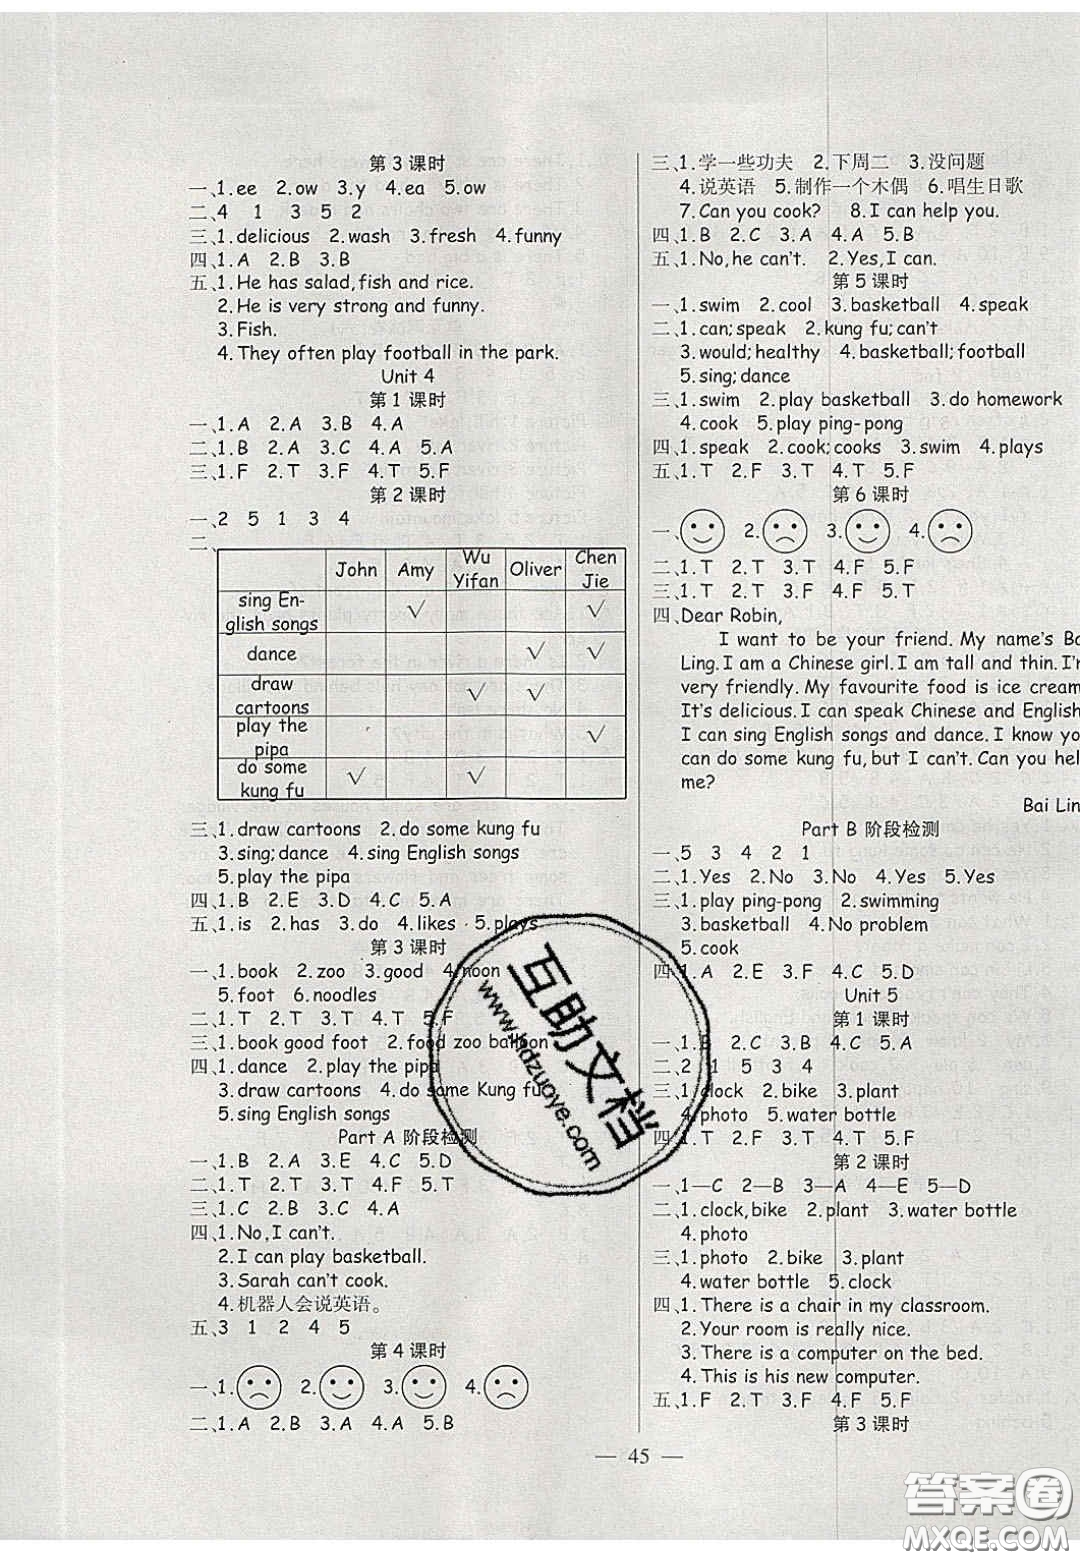 第3课时
一、1.ee 2.ow 3.y 4.ea 5.ow
二、4 1 3 5 2
三、1.delicious 2.wash 3.fresh 4.funny
四、1.A 2.B 3.B
五、1.He has salad,fish and rice.
2.He is very strong and funny.
3.Fish.
4.They often play football in the park.
Unit 4
第1课时
一、1.A 2.A 3.B 4.A
二、1.B 2.A 3.C 4.A 5.A
三、1.F 2.T 3.F 4.T 5.F
第2课时
一、2 5 1 3 4
二、
John Amy Wu Yifan Oliver Chen Jie
sing En-
glish songs √ √
dance √ √
draw
cartoons √ √
play the
pipa √
do some
kung fu √ √
三、1.draw cartoons 2.do some kung fu
3.sing;dance 4.sing English songs
5.play the pipa
四、1.B 2.E 3.D 4.C 5.A
五、1.is 2.has 3.do 4.likes 5.plays
第3课时
一、1.book 2.zoo 3.good 4.noon
5.foot 6.noodles
二、1.T 2.T 3.T 4.T 5.F
三、1.book good foot 2.food zoo balloon
四、1.dance 2.play the pipa
3.draw cartoons 4.do some Kung fu
5.sing English songs
Part A 阶段检测
一、1.B 2.A 3.E 4.C 5.D
二、1.T 2.T 3.T 4.F 5.T
三、1.C 2.B 3.C 4.A
四、1.No,I can't.
2.I can play basketball.
3.Sarah can't cook.
4.机器人会说英语。
五、3 1 2 4 5
第4课时
一、1. 2. 3. 4.
二、1.A 2.B 3.A 4.A 5.B
三、1.学一些功夫 2.下周二 3.没问题
4.说英语 5.制作一个木偶 6.唱生日歌
7.Can you cook? 8.I can help you.
四、1.B 2.C 3.A 4.A 5.B
五、1.No,he can't. 2.Yes,I can.
第5课时
一、1.swim 2.cool 3.basketball 4.speak
二、1.can;speak 2.kung fu;can't
3.would;healthy 4.basketball;football
5.sing;dance
三、1.swim 2.play basketball 3.do homework
4.cook 5.play ping-pong
四、1.speak 2.cook;cooks 3.swim 4.plays
五、1.T 2.F 3.T 4.T 5.F
第6课时
一、 2. 3. 4.
二、1.T 2.T 3.T 4.F 5.F
三、1.T 2.F 3.F 4.F 5.T
四、Dear Robin,
I want to be your friend. My name's Ba
Ling. I am a Chinese girl. I am tall and thin. I'm
very friendly. My favourite food is ice cream
It's delicious. I can speak Chinese and English
I can sing English songs and dance. I know yo
can do some kung fu,but I can't. Can you hel
me?
Bai Lin
Part B 阶段检测
一、5 3 4 2 1
二、1.Yes 2.No 3.No 4.Yes 5.Yes
三、1.play ping-pong 2.swimming
3.basketball 4.No problem
5.cook
四、1.A 2.E 3.F 4.C 5.D
Unit 5
第1课时
一、1.B 2.C 3.B 4.C 5.A
二、2 1 5 3 4
三、1.clock 2.bike 3.plant
4.photo 5.water bottle
四、1.T 2.F 3.T 4.F 5.F
第2课时
一、1—C 2—B 3—A 4—E 5—D
二、1.clock,bike 2.plant 3.water bottle
4.photo
三、1.photo 2.bike 3.plant
4.water bottle 5.clock
四、1.There is a chair in my classroom.
2.Your room is really nice.
3.There is a computer on the bed.
4.This is his new computer.
五、1.F 2.T 3.F 4.F 5.F
第3课时
— 45 —
互助文档
www.hdzuoye.com
答案圈
MXQE.COM